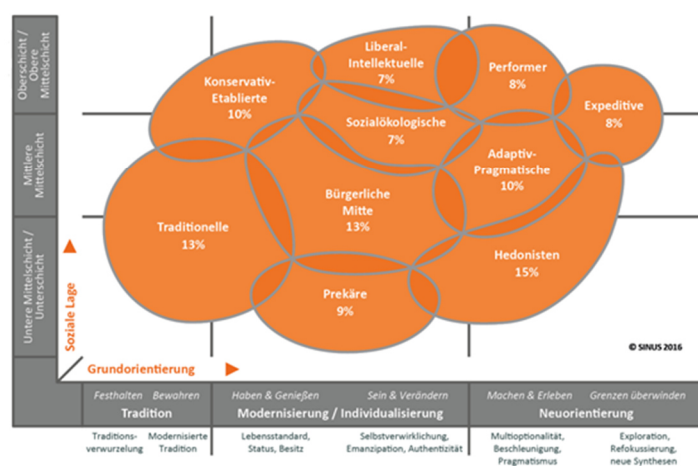 Oberschicht /
Obere
Mittelschicht
Mittlere
Mittelschicht
Untere Mittelschicht /
Unterschicht
Soziale Lage
Konservativ-
Etablierte
10%
Liberal-
Intellektuelle
7%
Performer
8%
Expeditive
8%
Sozialökologische
7%
Adaptiv-
Pragmatische
10%
Traditionelle
13%
Bürgerliche
Mitte
13%
Hedonisten
15%
Prekäre
9%
© SINUS 2016
Grundorientierung
Festhalten Bewahren
Tradition
Haben & Genießen Sein & Verändern
Modernisierung / Individualisierung
Machen & Erleben Grenzen überwinden
Neuorientierung
Traditions-
verwurzelung
Modernisierte
Tradition
Lebensstandard,
Status, Besitz
Selbstverwirklichung,
Emanzipation, Authentizität
Multioptionalität,
Beschleunigung,
Pragmatismus
Exploration,
Refokussierung,
neue Synthesen